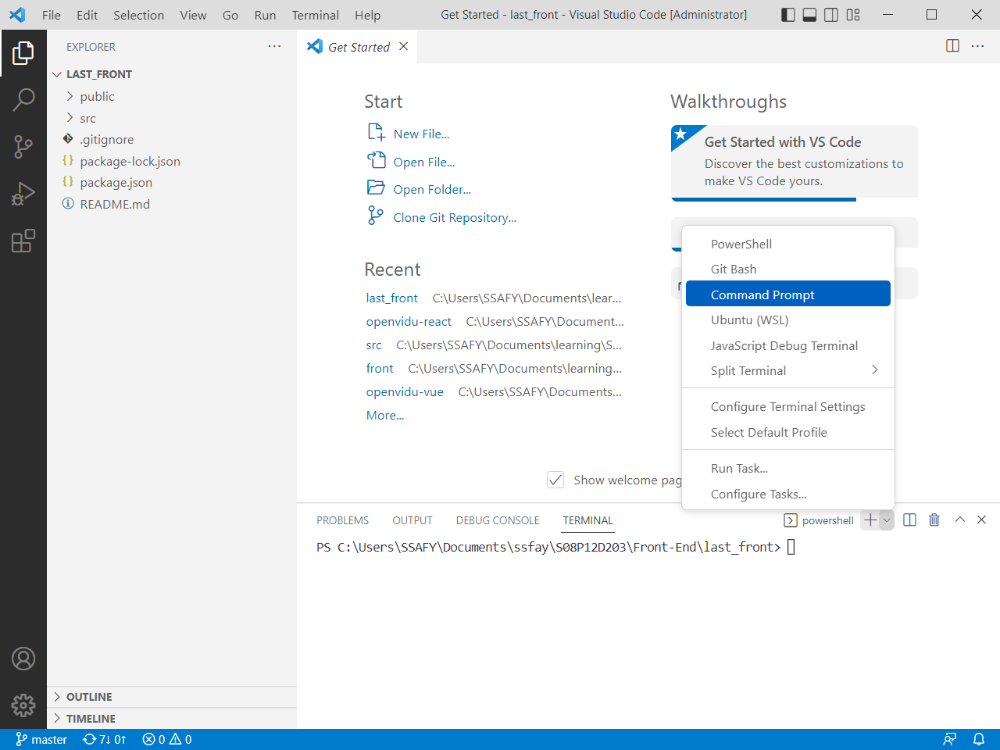 File Edit Selection View Go Run Terminal Help
Get Started - last_front - Visual Studio Code [Administrator]
EXPLORER
LAST_FRONT
public
src
.gitignore
package-lock.json
package.json
README.md
OUTLINE
TIMELINE
Get Started
Start
New File...
Open File...
Open Folder...
Clone Git Repository...
Recent
last_front C:\Users\SSAFY\Documents\lear...
openvidu-react C:\Users\SSAFY\Document...
src C:\Users\SSAFY\Documents\learning\S...
front C:\Users\SSAFY\Documents\learning...
openvidu-vue C:\Users\SSAFY\Documents...
More...
Walkthroughs
Get Started with VS Code
Discover the best customizations to
make VS Code yours.
Show welcome pag
PowerShell
Git Bash
Command Prompt
Ubuntu (WSL)
JavaScript Debug Terminal
Split Terminal
Configure Terminal Settings
Select Default Profile
Run Task...
Configure Tasks...
PROBLEMS OUTPUT DEBUG CONSOLE TERMINAL
powershell
PS C:\Users\SSAFY\Documents\ssfay\S08P12D203\Front-End\last_front>
master 7↓ 0↑ 0 0